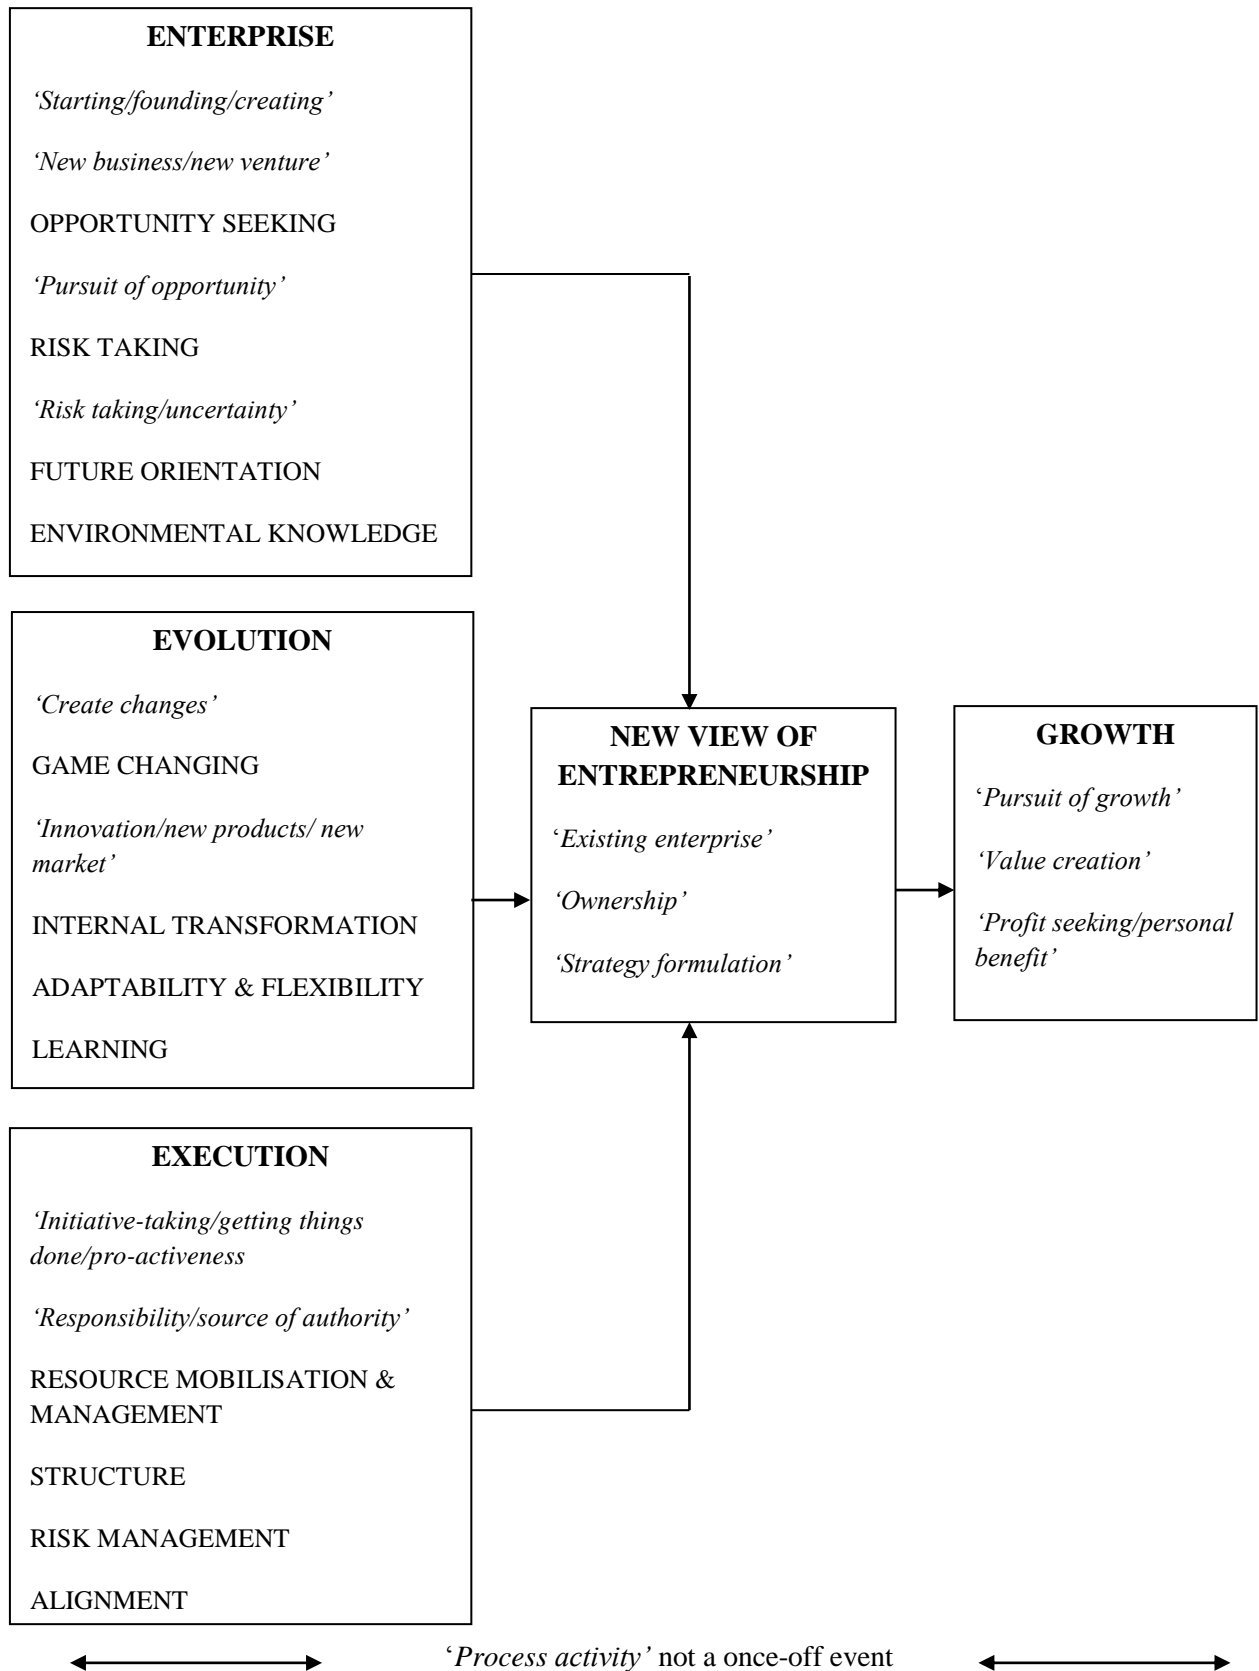 ENTERPRISE
‘Starting/founding/creating’
‘New business/new venture’
OPPORTUNITY SEEKING
‘Pursuit of opportunity’
RISK TAKING
‘Risk taking/uncertainty’
FUTURE ORIENTATION
ENVIRONMENTAL KNOWLEDGE
EVOLUTION
‘Create changes’
GAME CHANGING
‘Innovation/new products/ new
market’
INTERNAL TRANSFORMATION
ADAPTABILITY & FLEXIBILITY
LEARNING
EXECUTION
‘Initiative-taking/getting things
done/pro-activeness
‘Responsibility/source of authority’
RESOURCE MOBILISATION &
MANAGEMENT
STRUCTURE
RISK MANAGEMENT
ALIGNMENT
NEW VIEW OF
ENTREPRENEURSHIP
‘Existing enterprise’
‘Ownership’
‘Strategy formulation’
GROWTH
‘Pursuit of growth’
‘Value creation’
‘Profit seeking/personal
benefit’
‘Process activity’ not a once-off event